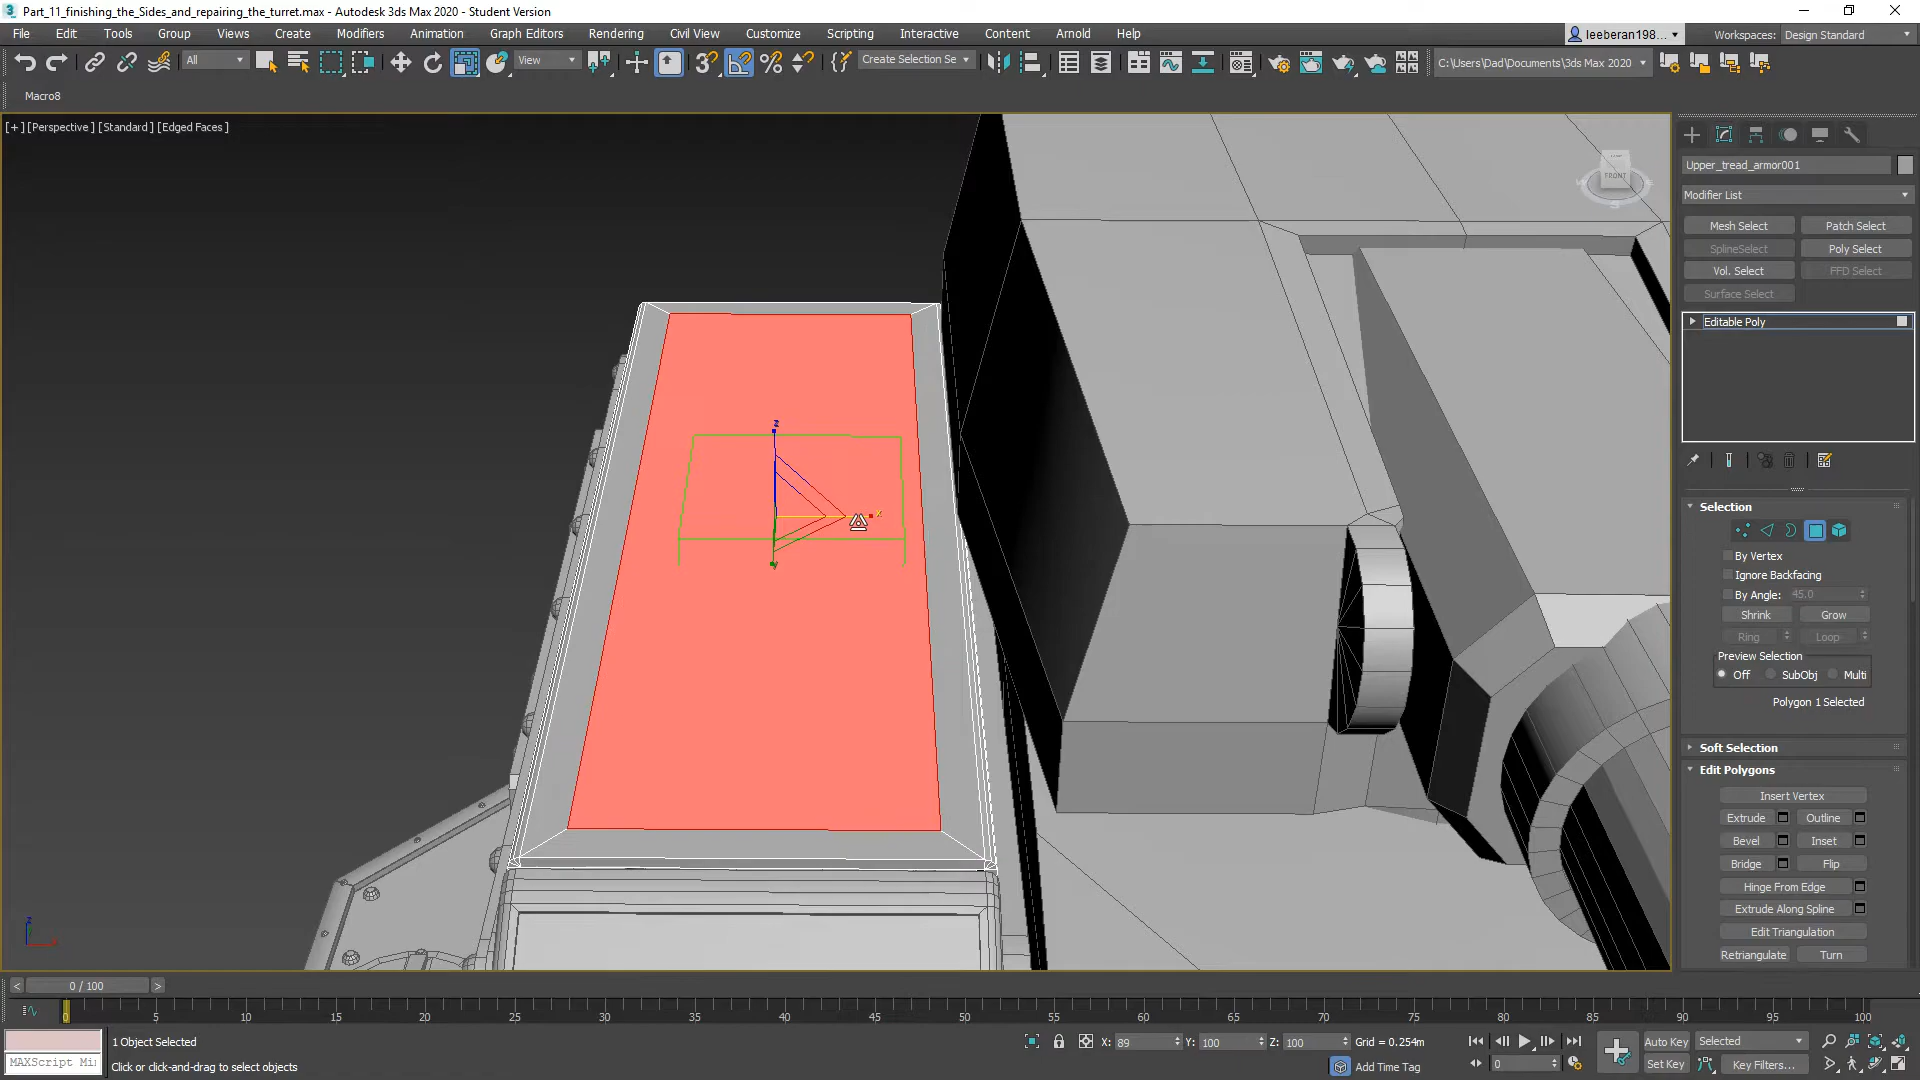 Part_11_finishing_the_Sides_and_repairing_the_turret.max - Autodesk 3ds Max 2020 - Student Version
File Edit Tools Group Views Create Modifiers Animation Graph Editors Rendering Civil View Customize Scripting Interactive Content Arnold Help
leeberan198... Workspaces: Design Standard
All View Create Selection Se C:\Users\Dad\Documents\3ds Max 2020
Macro8
[+] [Perspective] [Standard] [Edged Faces]
FRONT
Upper_tread_armor001
Modifier List
Mesh Select Patch Select
SplineSelect Poly Select
Vol. Select FFD Select
Surface Select
Editable Poly
z
x
y
Selection
By Vertex
Ignore Backfacing
By Angle: 45.0
Shrink Grow
Ring Loop
Preview Selection
Off SubObj Multi
Polygon 1 Selected
Soft Selection
Edit Polygons
Insert Vertex
Extrude Outline
Bevel Inset
Bridge Flip
Hinge From Edge
Extrude Along Spline
Edit Triangulation
Retriangulate Turn
z
< 0 / 100 >
0 5 10 15 20 25 30 35 40 45 50 55 60 65 70 75 80 85 90 95 100
1 Object Selected X: 89 Y: 100 Z: 100 Grid = 0.254m Auto Key Selected
MAXScript Mi Click or click-and-drag to select objects Add Time Tag 0 Set Key Key Filters...